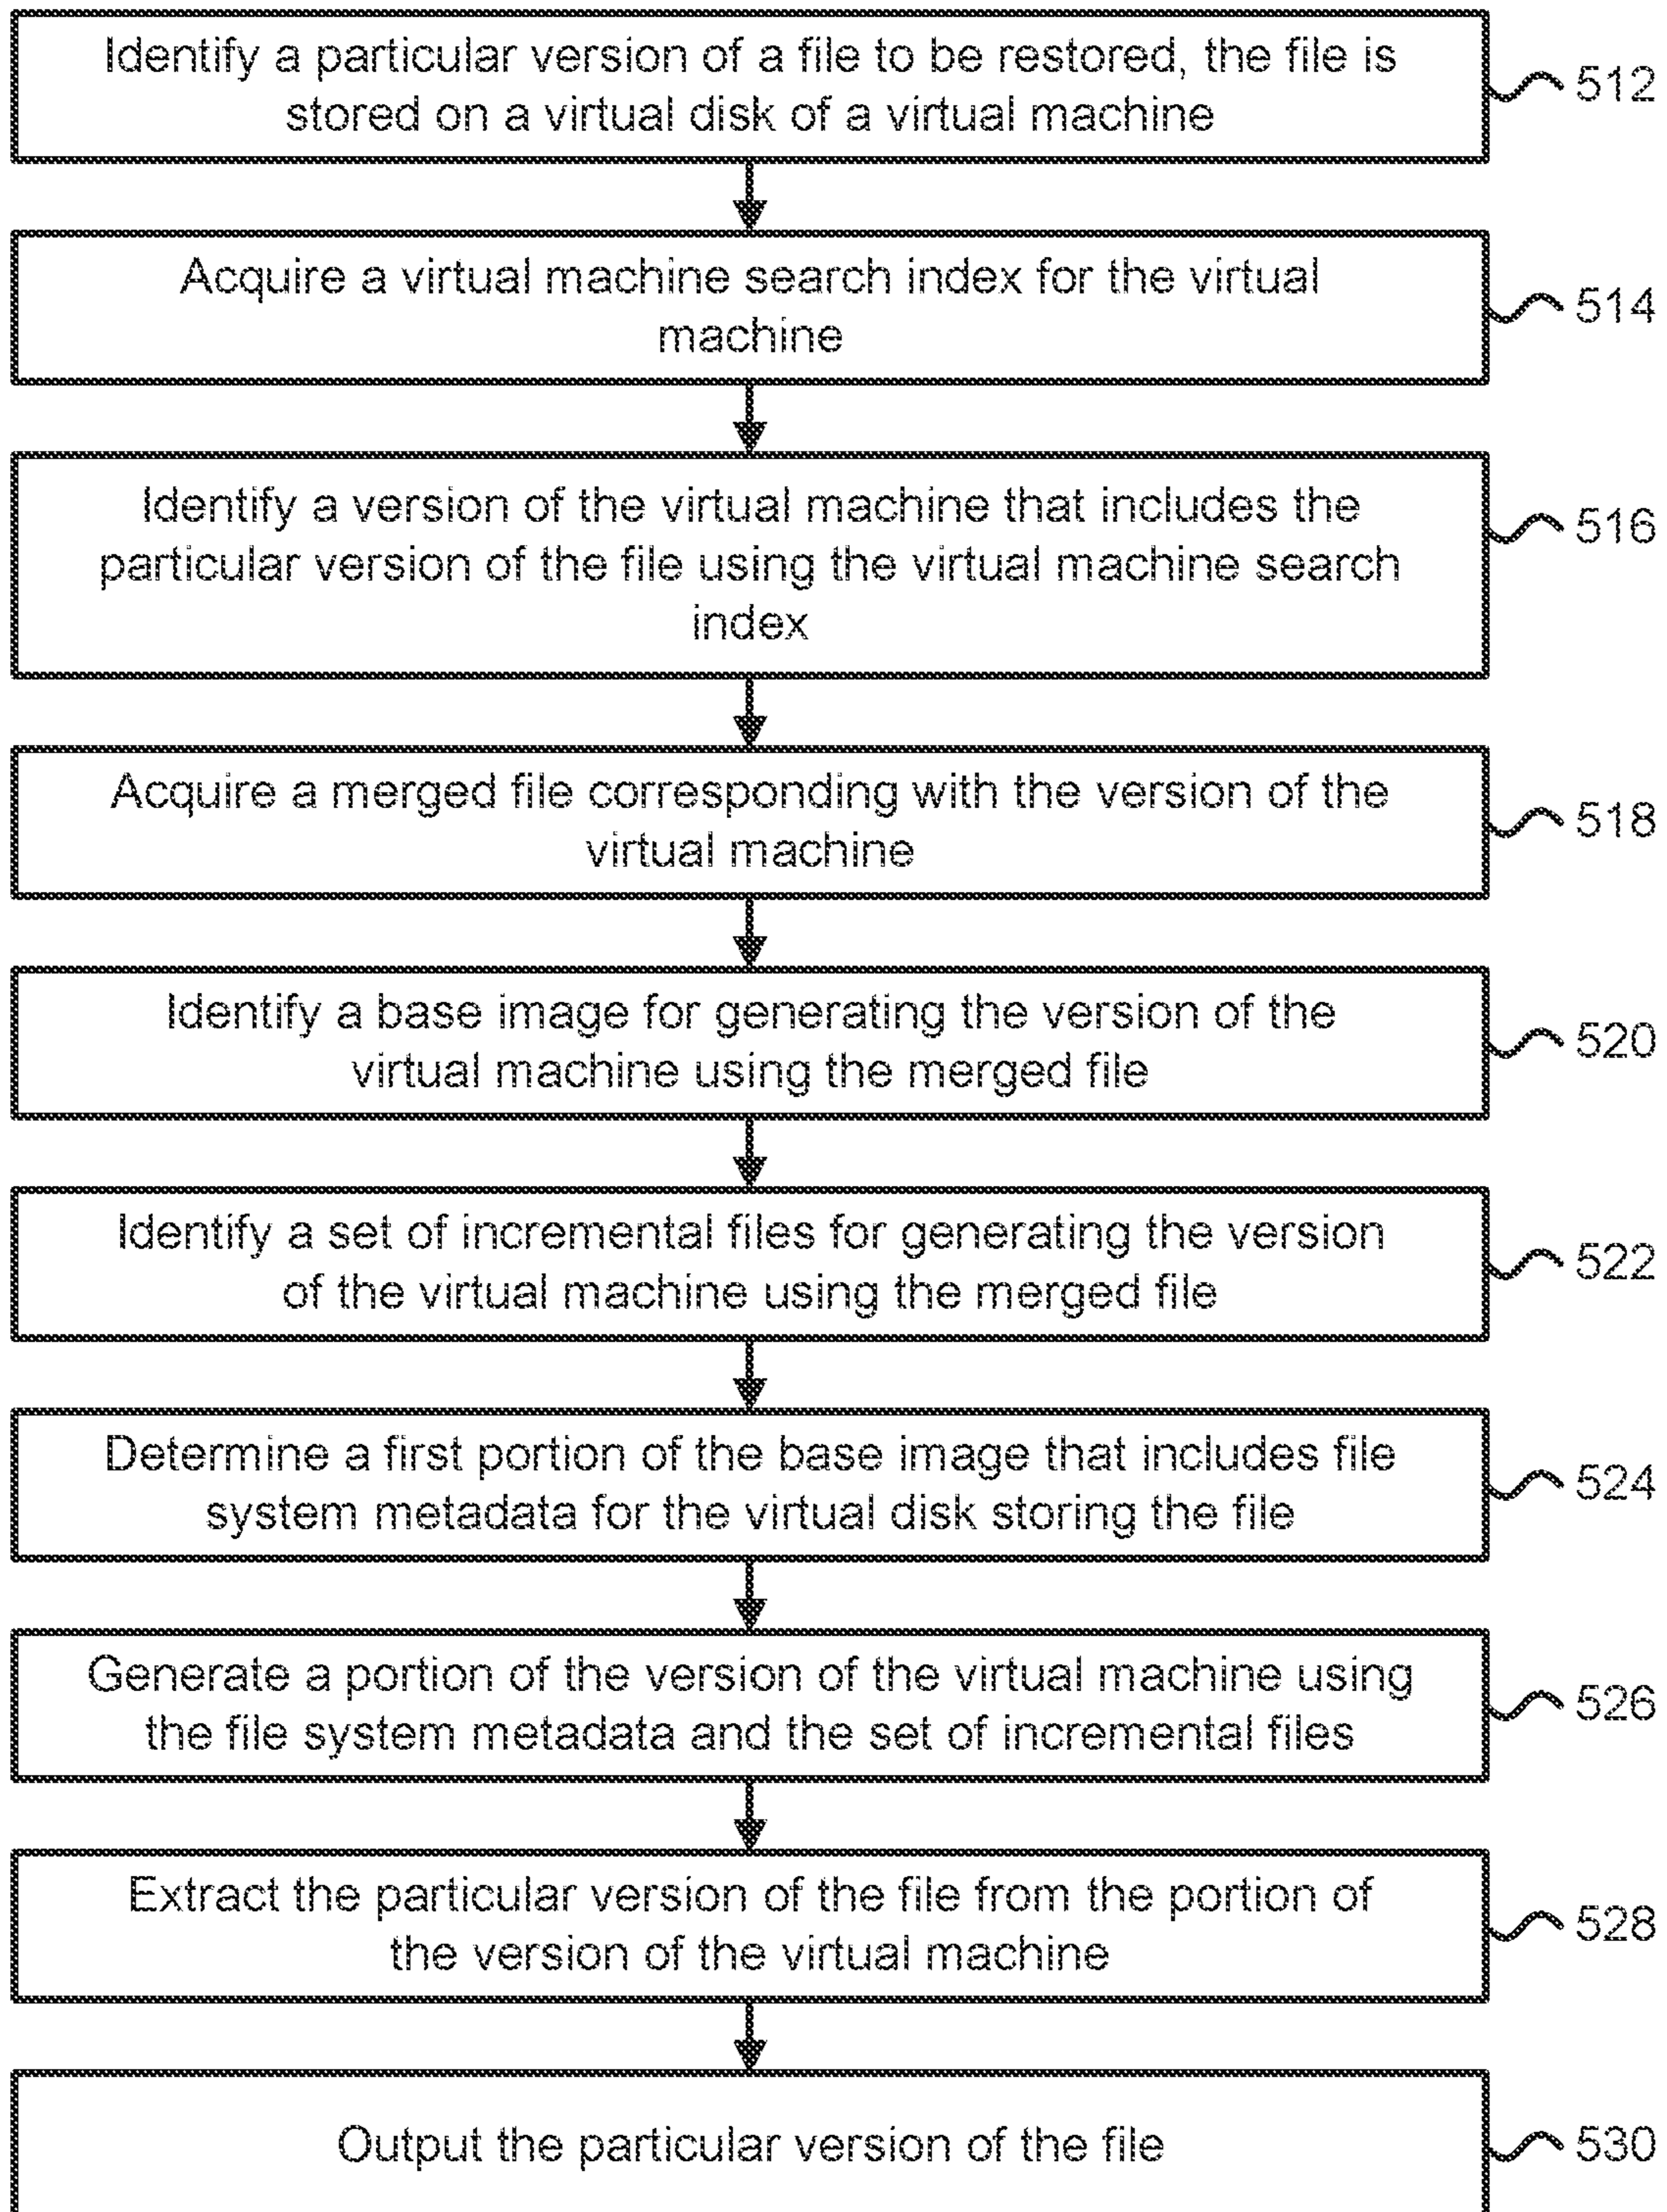 Identify a particular version of a file to be restored, the file is
stored on a virtual disk of a virtual machine
512
Acquire a virtual machine search index for the virtual
machine
514
Identify a version of the virtual machine that includes the
particular version of the file using the virtual machine search
index
516
Acquire a merged file corresponding with the version of the
virtual machine
518
Identify a base image for generating the version of the
virtual machine using the merged file
520
Identify a set of incremental files for generating the version
of the virtual machine using the merged file
522
Determine a first portion of the base image that includes file
system metadata for the virtual disk storing the file
524
Generate a portion of the version of the virtual machine using
the file system metadata and the set of incremental files
526
Extract the particular version of the file from the portion of
the version of the virtual machine
528
Output the particular version of the file
530